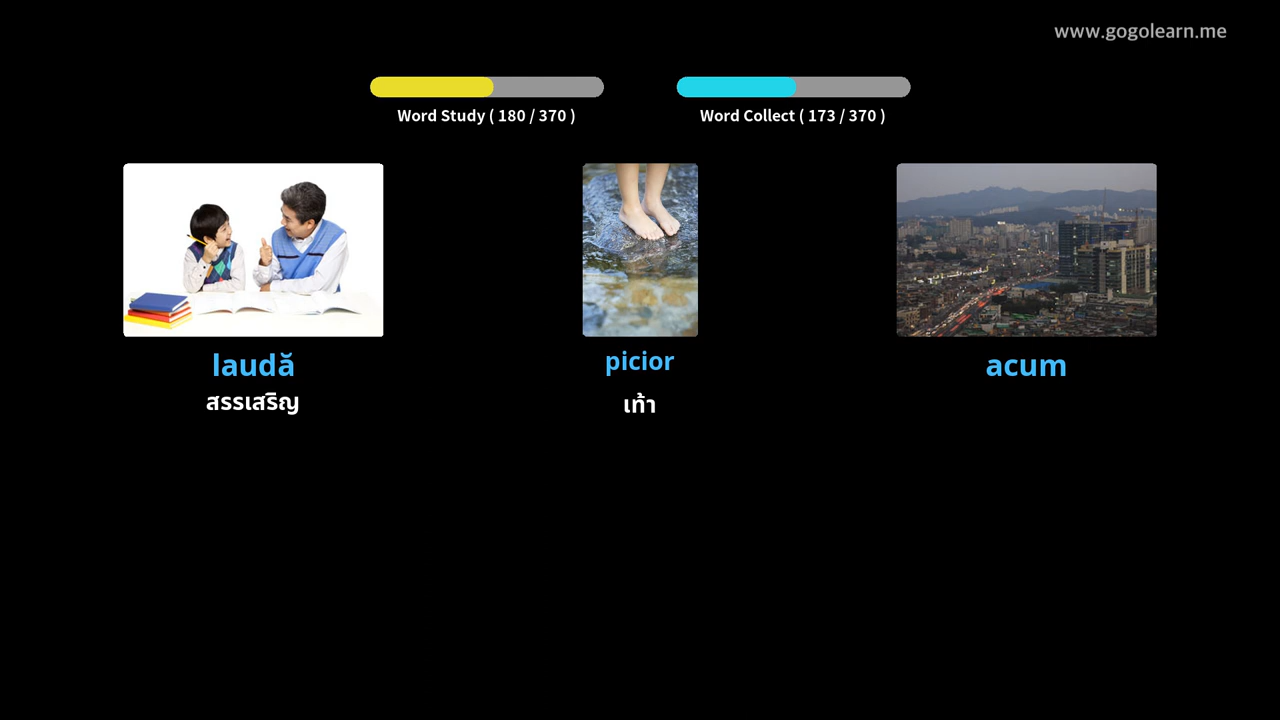 www.gogolearn.me
Word Study ( 180 / 370 )
Word Collect ( 173 / 370 )
laudă
สรรเสริญ
picior
เท้า
acum